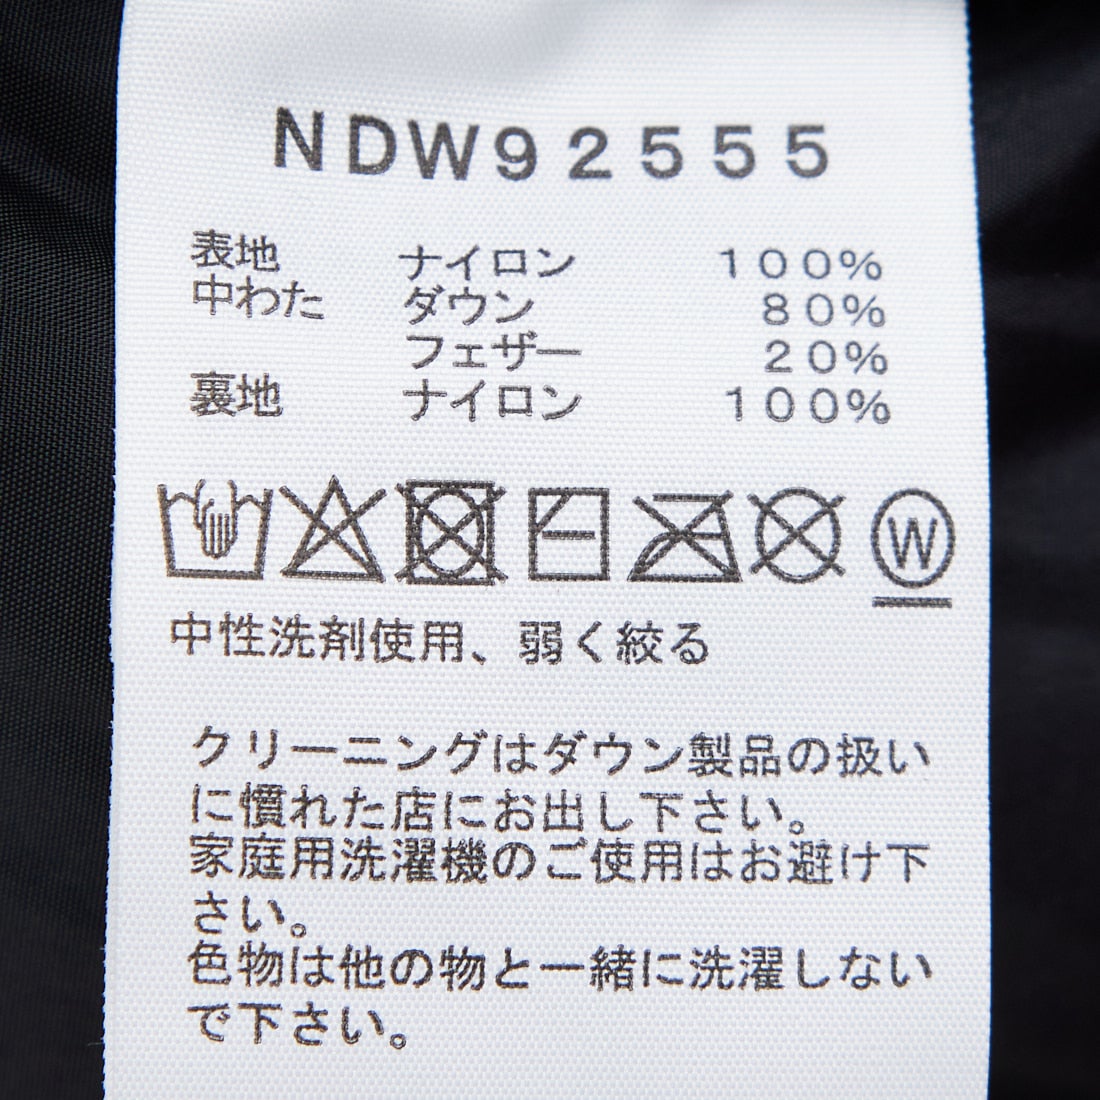 NDW92555
表地 ナイロン 100%
中わた ダウン 80%
フェザー 20%
裏地 ナイロン 100%
W
中性洗剤使用、弱く絞る
クリーニングはダウン製品の扱い
に慣れた店にお出し下さい。
家庭用洗濯機のご使用はお避け下
さい。
色物は他の物と一緒に洗濯しない
で下さい。